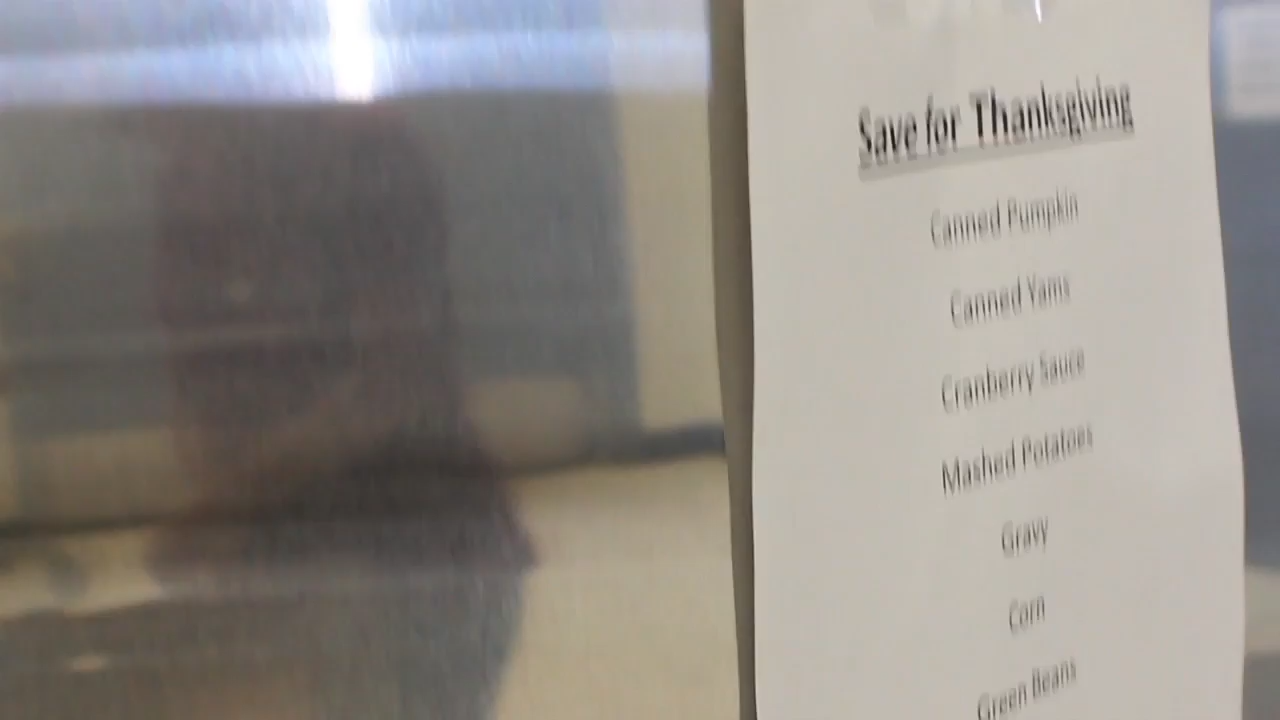 Save for Thanksgiving
Canned Pumpkin
Canned Yams
Cranberry Sauce
Mashed Potatoes
Gravy
Corn
Green Beans